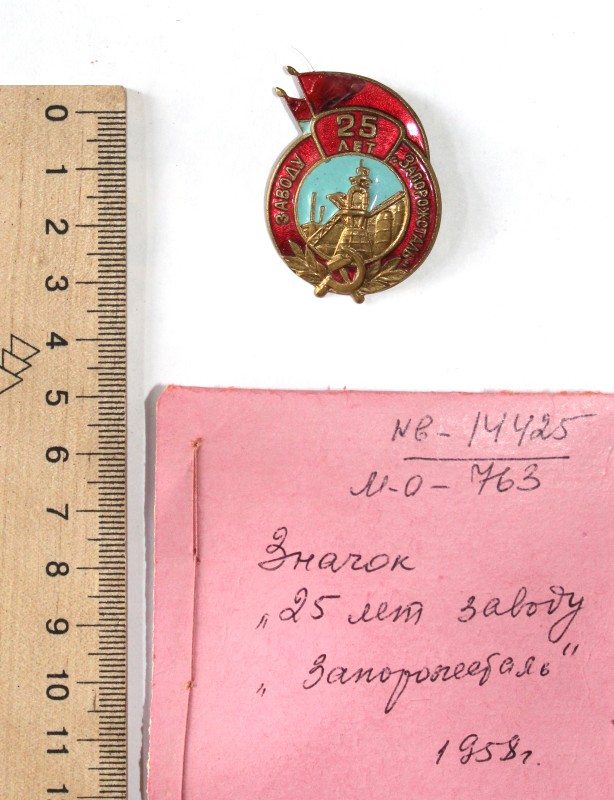 25
ЛЕТ
ЗАВОДУ
„ЗАПОРОЖСТАЛЬ“
0
1
2
3
4
5
6
7
8
9
10
11
NВ-14425
М-О-763
Значок
„25 лет заводу
„Запорожсталь"
1958г.